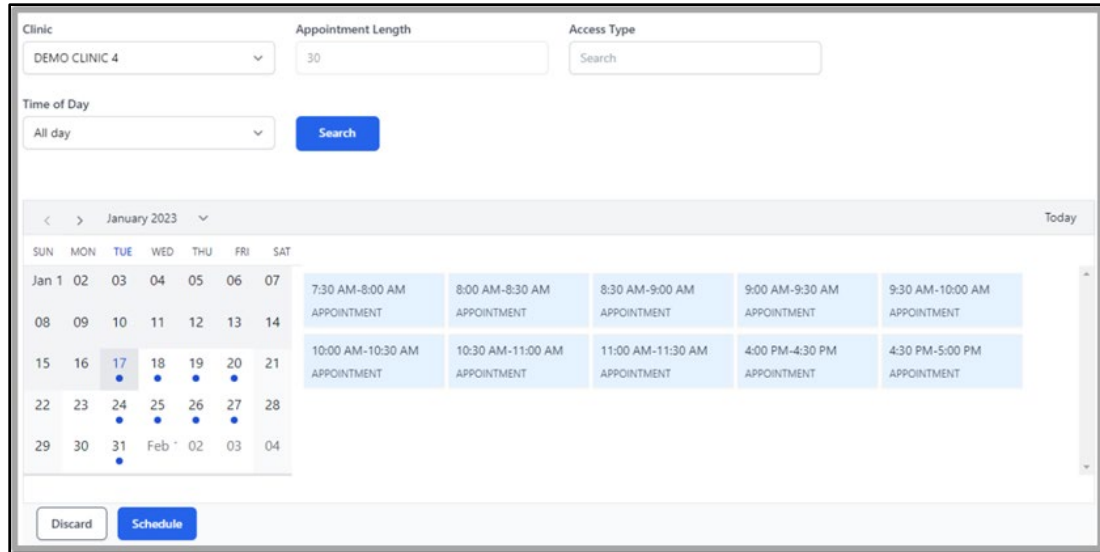 Clinic Appointment Length Access Type
DEMO CLINIC 4 30 Search
Time of Day
All day Search
January 2023 Today
SUN MON TUE WED THU FRI SAT
Jan 1 02 03 04 05 06 07
7:30 AM-8:00 AM 8:00 AM-8:30 AM 8:30 AM-9:00 AM 9:00 AM-9:30 AM 9:30 AM-10:00 AM
APPOINTMENT APPOINTMENT APPOINTMENT APPOINTMENT APPOINTMENT
08 09 10 11 12 13 14
10:00 AM-10:30 AM 10:30 AM-11:00 AM 11:00 AM-11:30 AM 4:00 PM-4:30 PM 4:30 PM-5:00 PM
15 16 17 18 19 20 21
APPOINTMENT APPOINTMENT APPOINTMENT APPOINTMENT APPOINTMENT
22 23 24 25 26 27 28
29 30 31 Feb 02 03 04
Discard Schedule